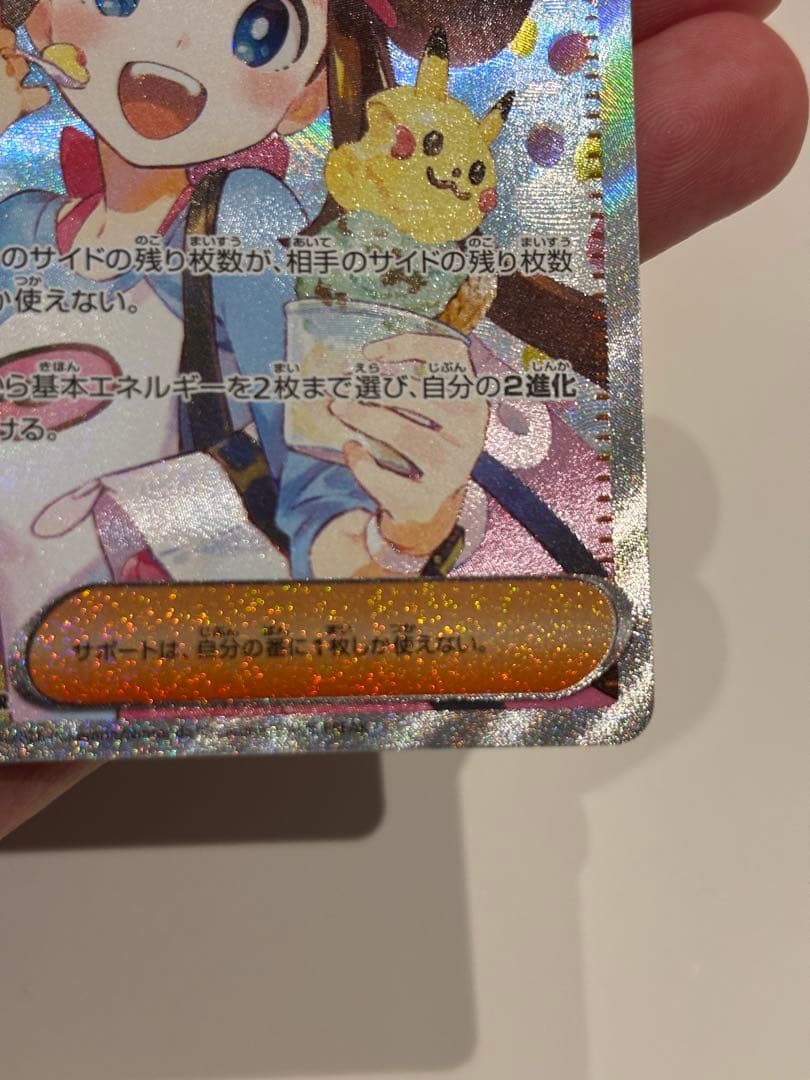 のサイドの残り枚数が、相手のサイドの残り枚数
使えない。
ら基本エネルギーを2枚まで選び、自分の2進化
ける。
サポートは、自分の番に1枚しか使えない。